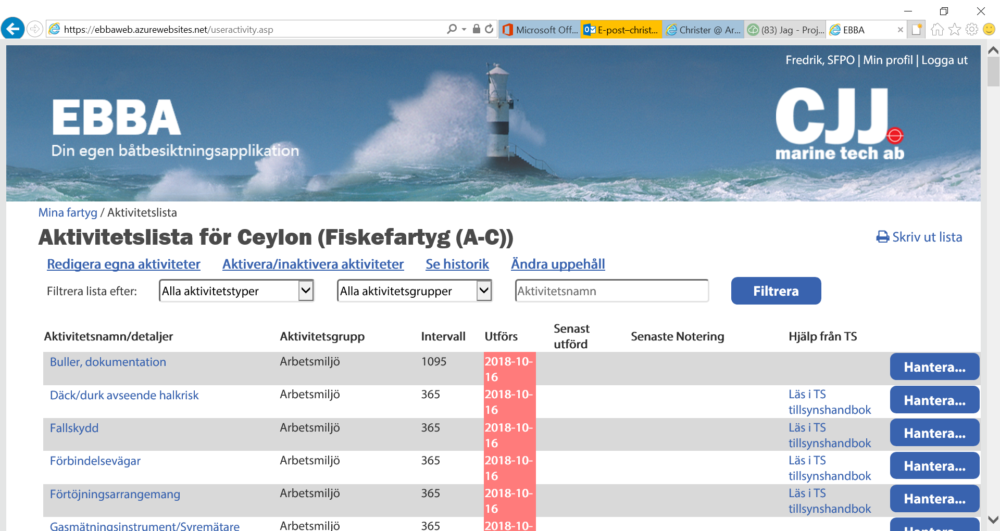 https://ebbaweb.azurewebsites.net/useractivity.asp
Microsoft Off...
E-post–christ...
Christer @ Ar...
(83) Jag - Proj...
EBBA
Fredrik, SFPO | Min profil | Logga ut
EBBA
Din egen båtbesiktningsapplikation
CJJ
marine tech ab
Mina fartyg / Aktivitetslista
Aktivitetslista för Ceylon (Fiskefartyg (A-C))
Skriv ut lista
Redigera egna aktiviteter Aktivera/inaktivera aktiviteter Se historik Ändra uppehåll
Filtrera lista efter: Alla aktivitetstyper Alla aktivitetsgrupper Aktivitetsnamn Filtrera
Aktivitetsnamn/detaljer Aktivitetsgrupp Intervall Utförs Senast utförd Senaste Notering Hjälp från TS
Buller, dokumentation Arbetsmiljö 1095 2018-10-16 Hantera...
Däck/durk avseende halkrisk Arbetsmiljö 365 2018-10-16 Läs i TS tillsynshandbok Hantera...
Fallskydd Arbetsmiljö 365 2018-10-16 Läs i TS tillsynshandbok Hantera...
Förbindelsevägar Arbetsmiljö 365 2018-10-16 Läs i TS tillsynshandbok Hantera...
Förtöjningsarrangemang Arbetsmiljö 365 2018-10-16 Läs i TS tillsynshandbok Hantera...
Gasmätningsinstrument/Syremätare Arbetsmiljö 365 2018-10- Hantera...